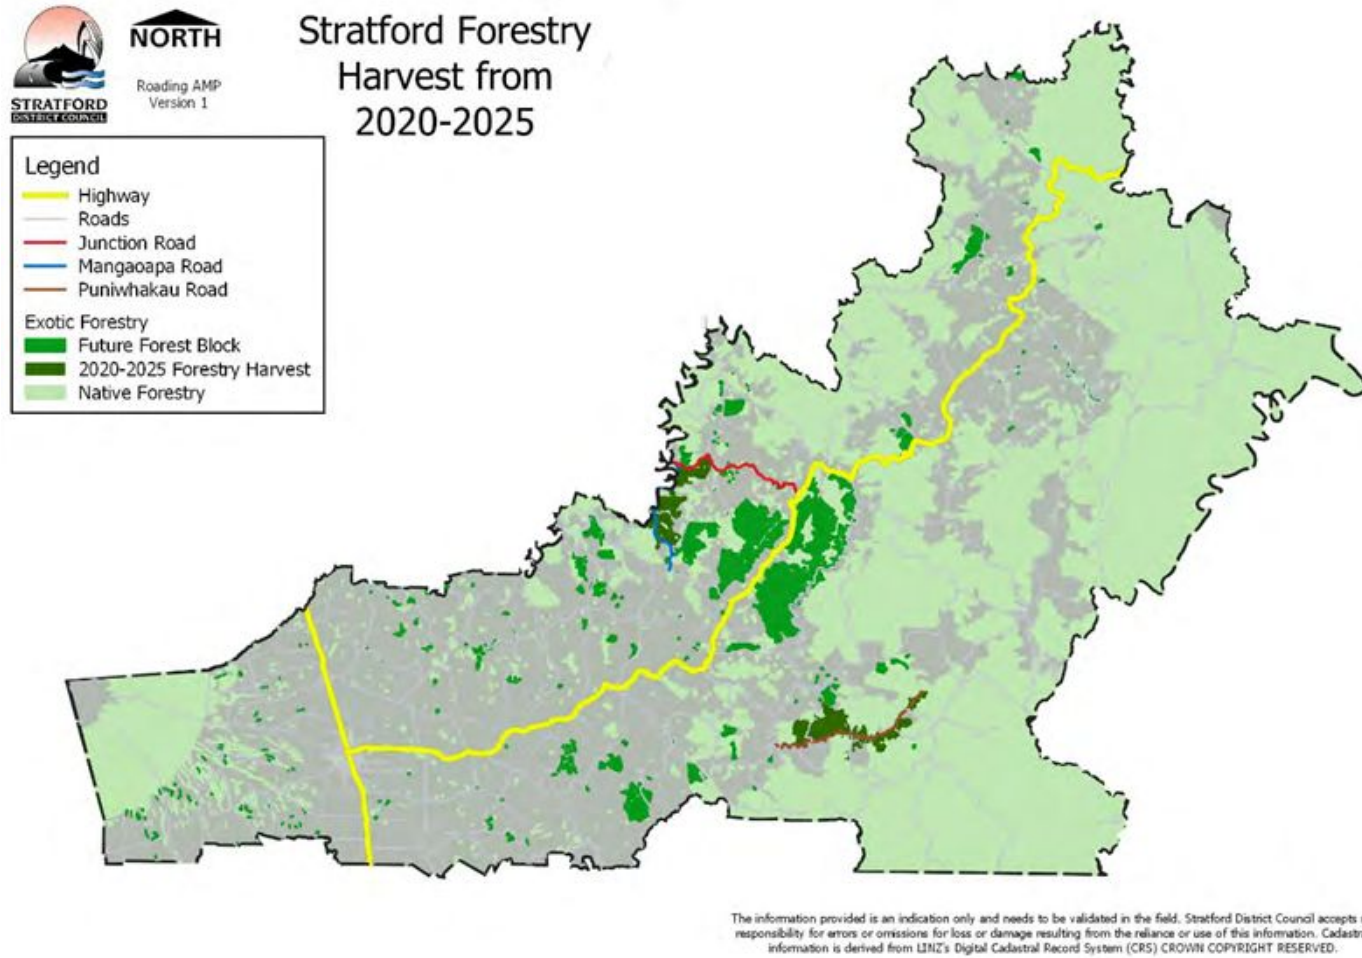 STRATFORD
DISTRICT COUNCIL
NORTH
Roading AMP
Version 1
Stratford Forestry
Harvest from
2020-2025
Legend
Highway
Roads
Junction Road
Mangaoapa Road
Puniwhakau Road
Exotic Forestry
Future Forest Block
2020-2025 Forestry Harvest
Native Forestry
The information provided is an indication only and needs to be validated in the field. Stratford District Council accepts
responsibility for errors or omissions for loss or damage resulting from the reliance or use of this information. Cadastr
information is derived from LINZ's Digital Cadastral Record System (CRS) CROWN COPYRIGHT RESERVED.